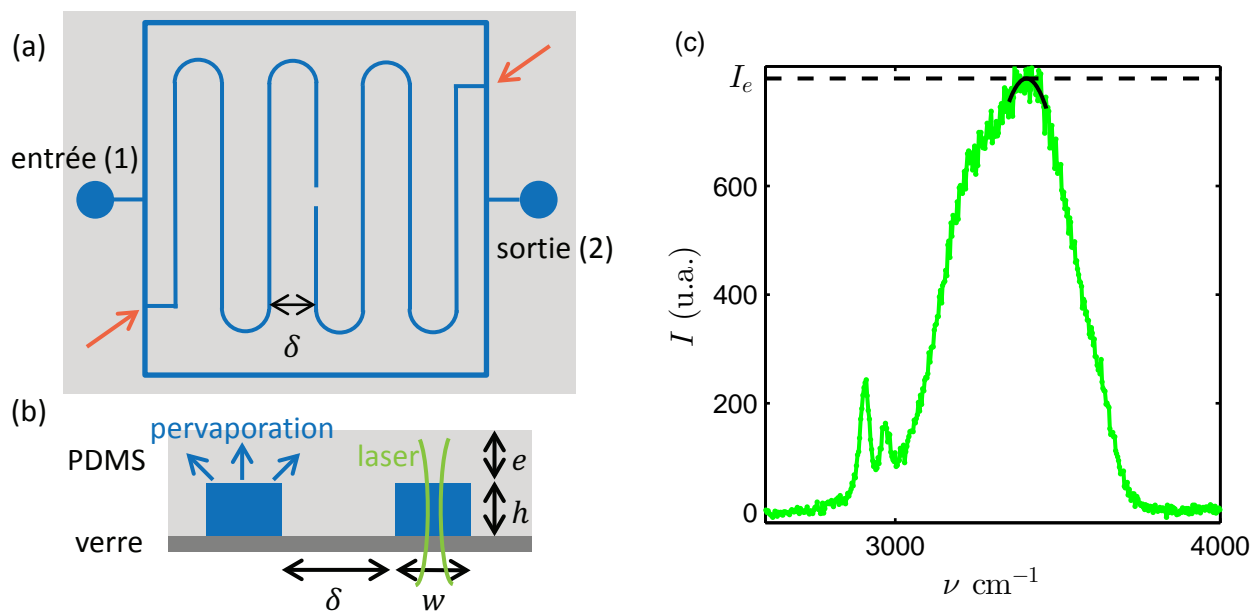 (a)
entrée (1)
sortie (2)
δ
(b)
pervaporation
PDMS
laser
e
h
verre
δ
w
(c)
I_e
600
400
200
0
I (u.a.)
3000
4000
ν cm⁻¹